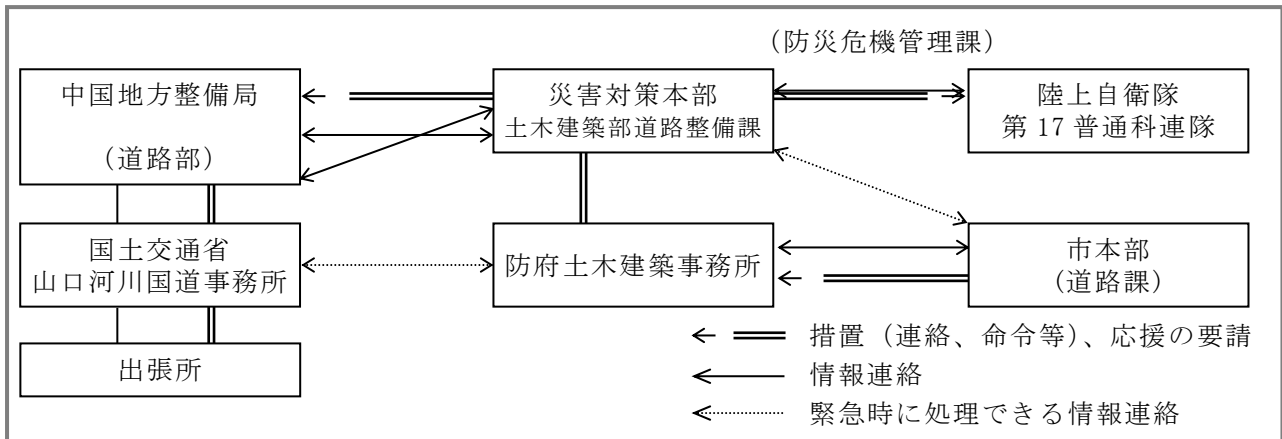 (防災危機管理課)
中国地方整備局
(道路部)
災害対策本部
土木建築部道路整備課
陸上自衛隊
第 17 普通科連隊
国土交通省
山口河川国道事務所
防府土木建築事務所
市本部
(道路課)
出張所
措置（連絡、命令等）、応援の要請
情報連絡
緊急時に処理できる情報連絡